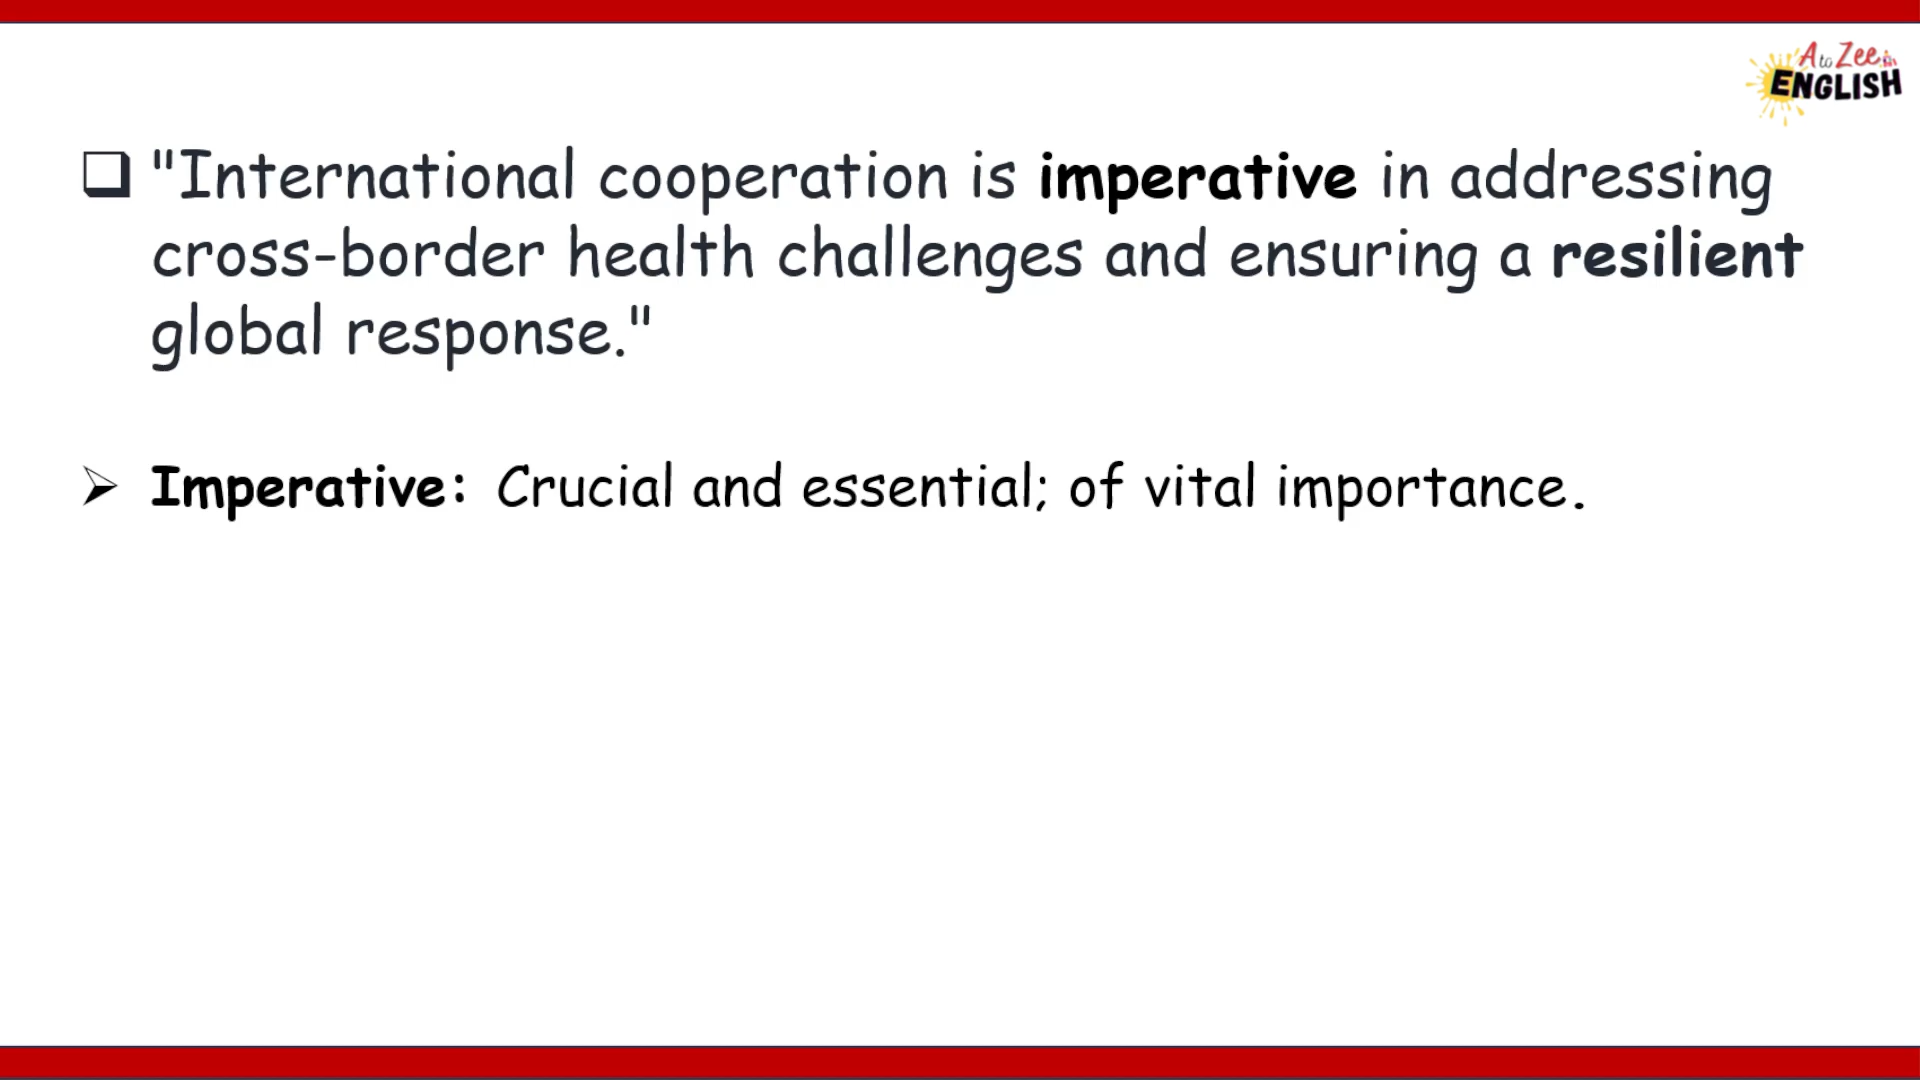 A to Zee in
ENGLISH
"International cooperation is imperative in addressing
cross-border health challenges and ensuring a resilient
global response."
Imperative: Crucial and essential; of vital importance.